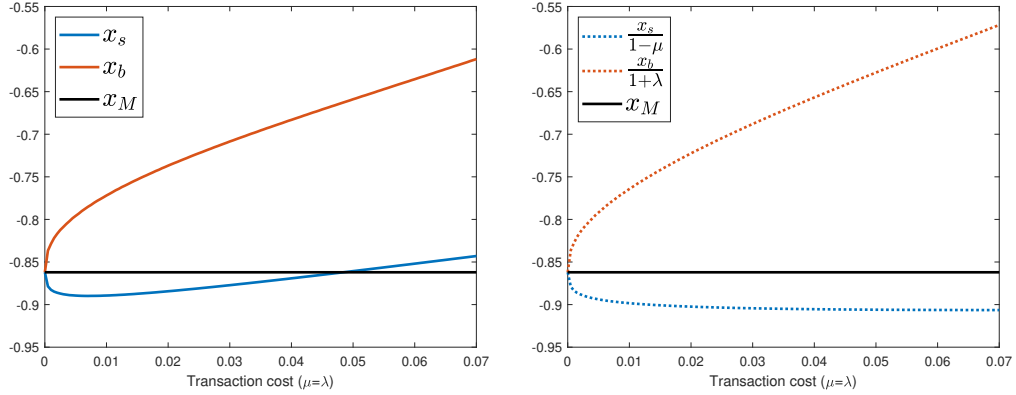 -0.55
-0.6
-0.65
-0.7
-0.75
-0.8
-0.85
-0.9
-0.95
x_s
x_b
x_M
0 0.01 0.02 0.03 0.04 0.05 0.06 0.07
Transaction cost (μ=λ)
-0.55
-0.6
-0.65
-0.7
-0.75
-0.8
-0.85
-0.9
-0.95
x_s
1−μ
x_b
1+λ
x_M
0 0.01 0.02 0.03 0.04 0.05 0.06 0.07
Transaction cost (μ=λ)